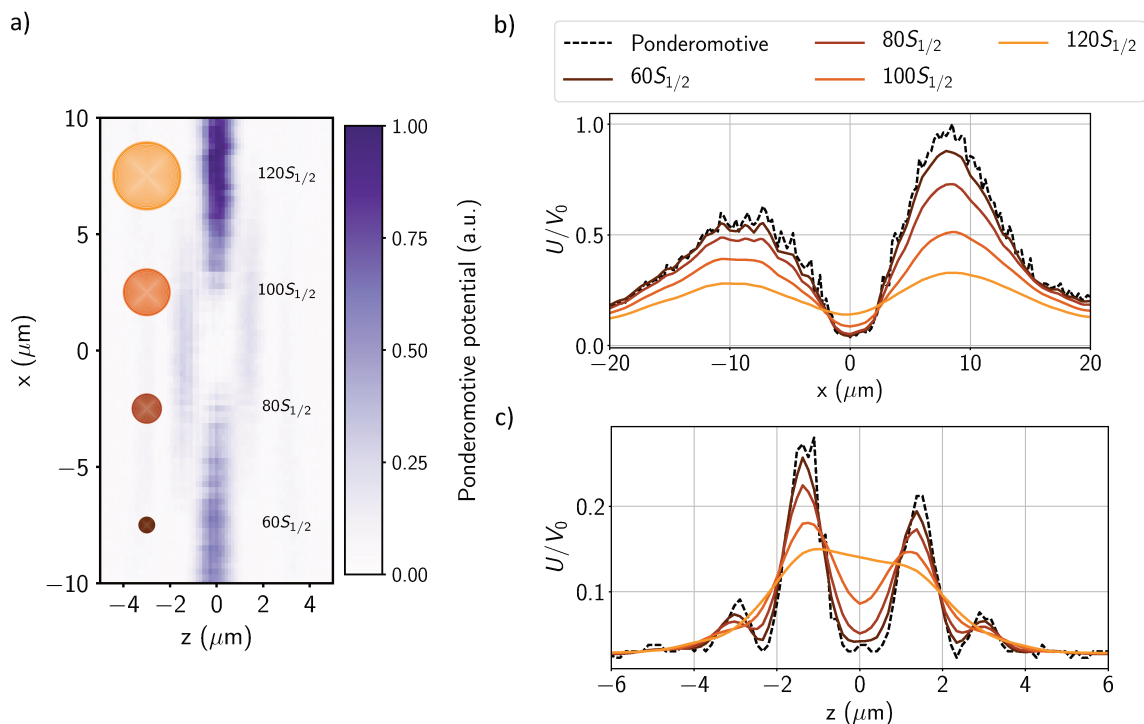 a)
10
5
0
−5
−10
x (μm)
−4
−2
0
2
4
z (μm)
120S1/2
100S1/2
80S1/2
60S1/2
1.00
0.75
0.50
0.25
0.00
Ponderomotive potential (a.u.)
b)
Ponderomotive
60S1/2
80S1/2
100S1/2
120S1/2
1.0
0.5
0.0
U/V0
−20
−10
0
10
20
x (μm)
c)
0.2
0.1
U/V0
−6
−4
−2
0
2
4
6
z (μm)